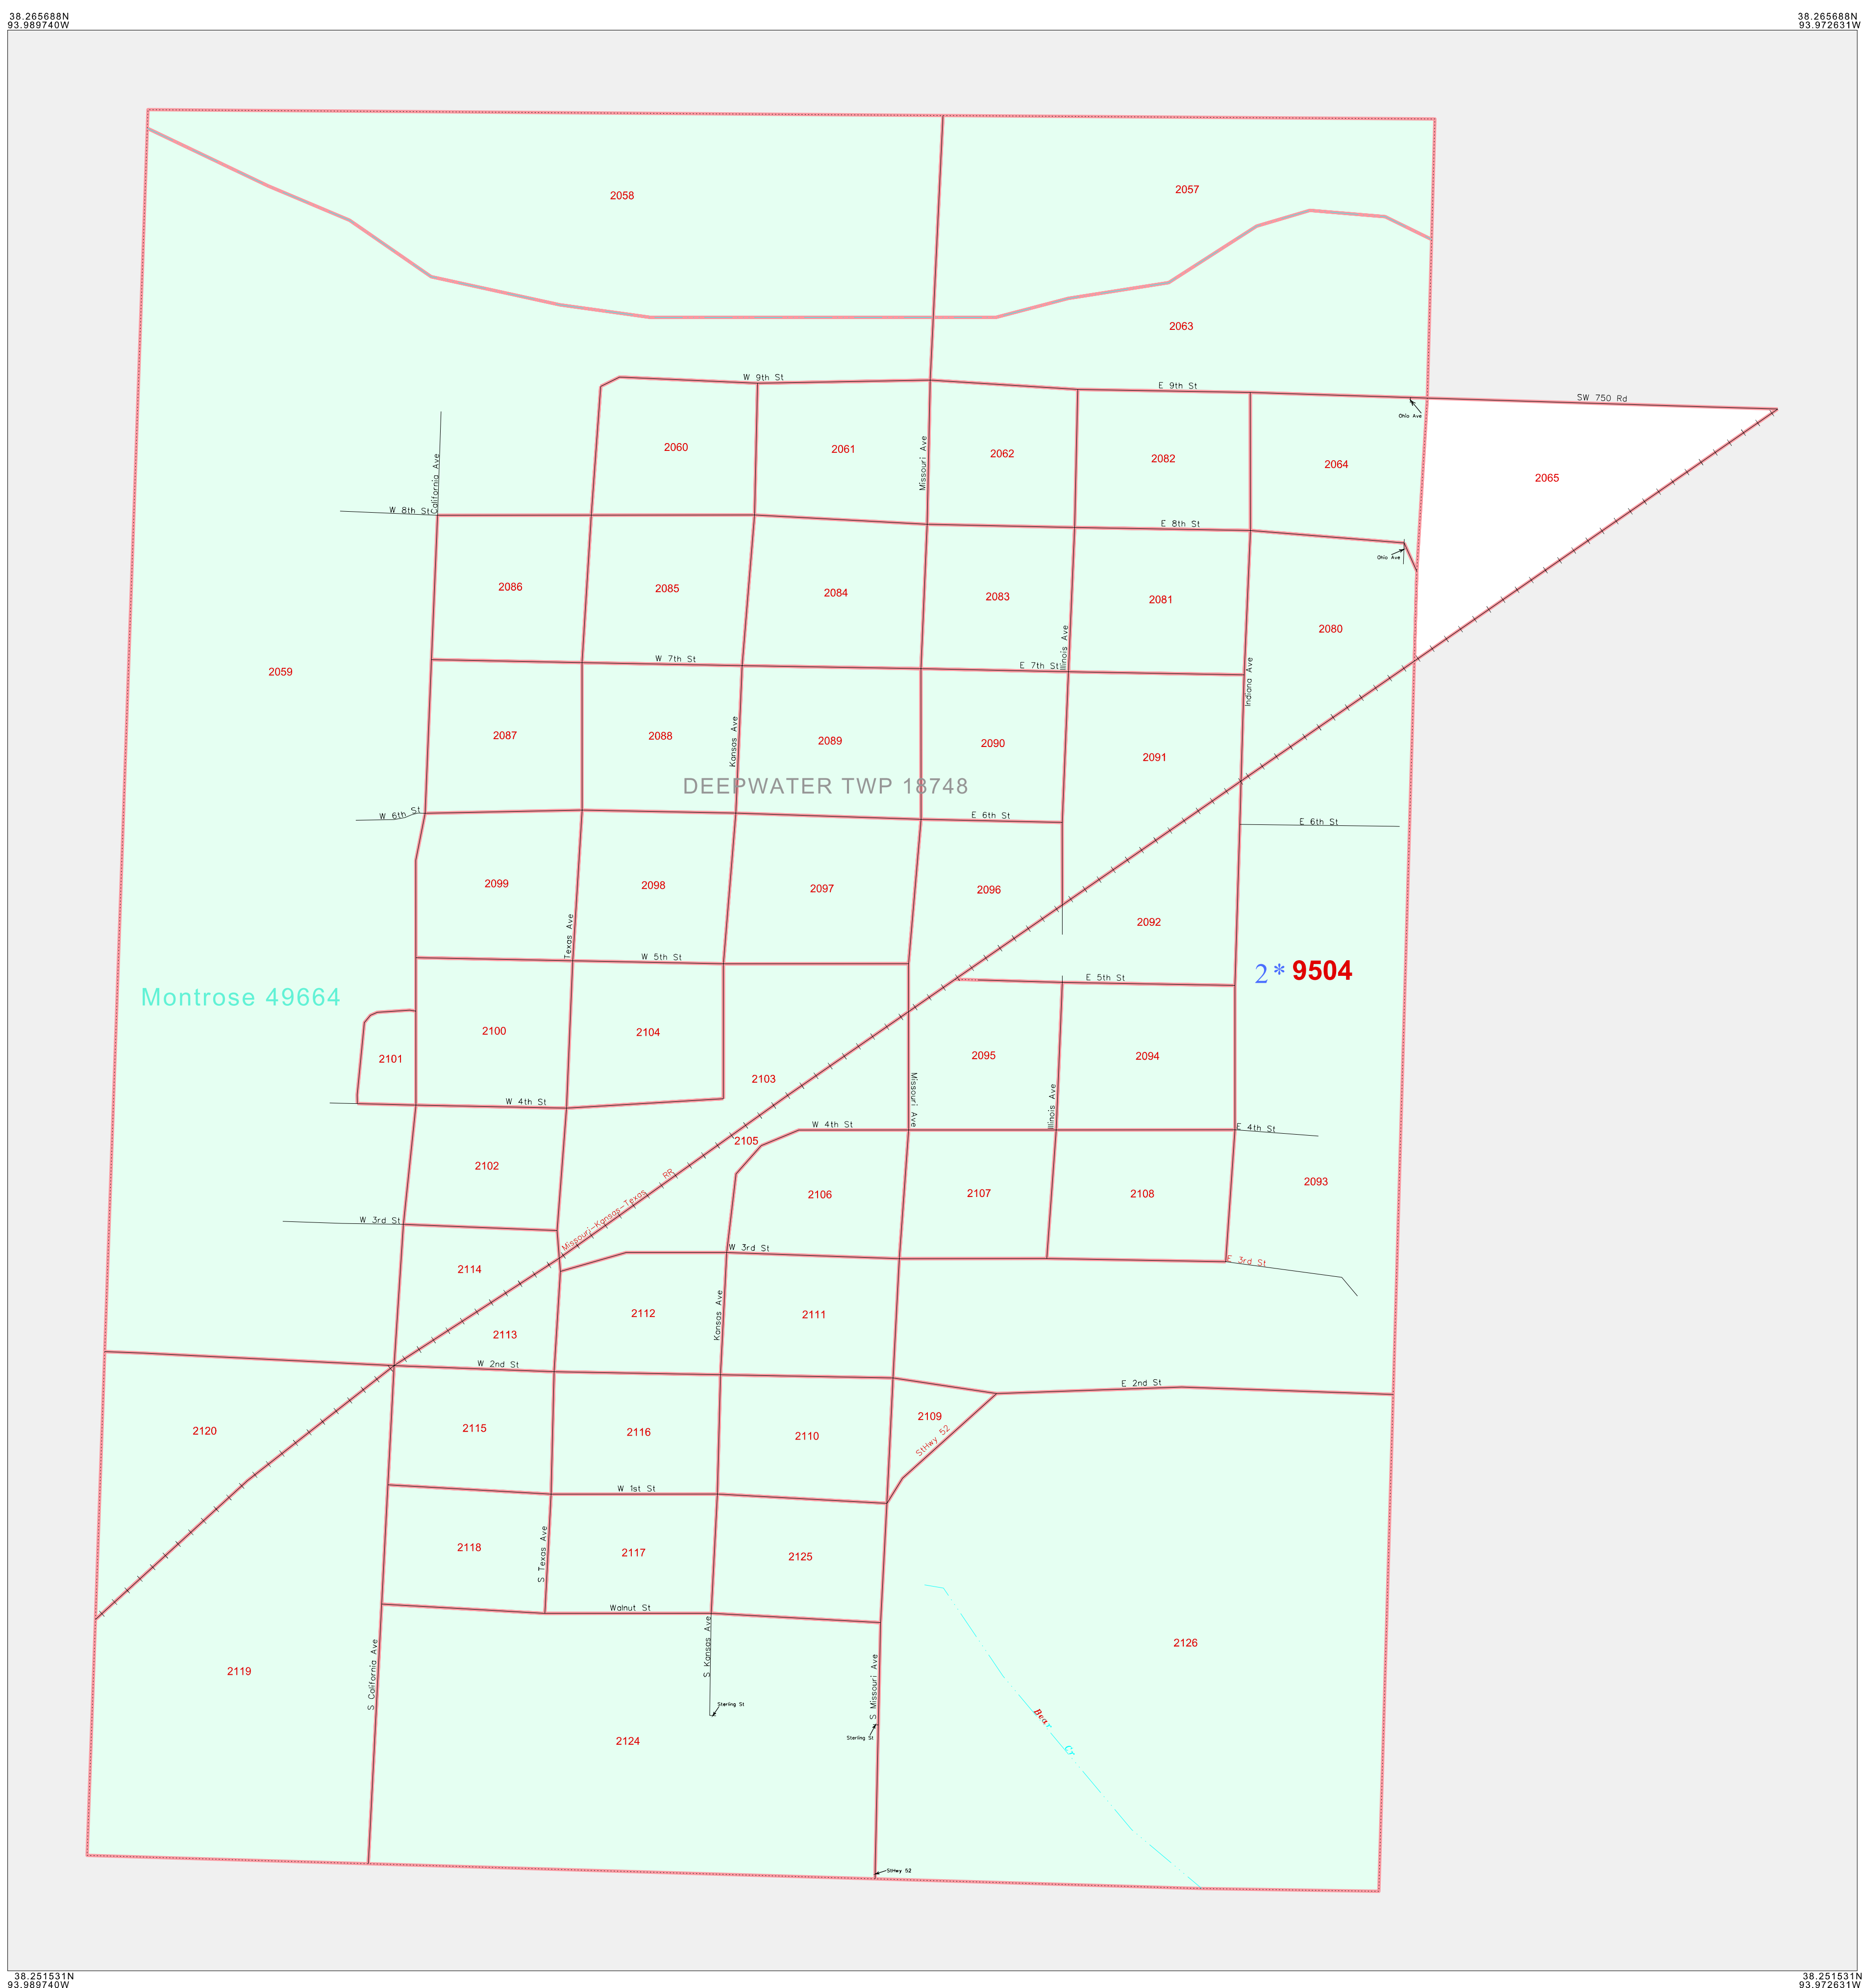 38.265688N
93.989740W
38.265688N
93.972631W
2058
2057
2063
W 9th St
E 9th St
SW 750 Rd
Ohio Ave
2060
2061
Missouri Ave
2062
2082
2064
2065
California Ave
W 8th St
E 8th St
Ohio Ave
2086
2085
2084
2083
2081
2080
Illinois Ave
W 7th St
E 7th St
2059
Indiana Ave
2087
2088
Kansas Ave
2089
2090
2091
DEEPWATER TWP 18748
W 6th St
E 6th St
E 6th St
2099
2098
2097
2096
2092
Texas Ave
W 5th St
E 5th St
2* 9504
Montrose 49664
2100
2104
2101
2103
2095
2094
Missouri Ave
Illinois Ave
W 4th St
W 4th St
E 4th St
2105
2102
Missouri-Kansas-Texas RR
2106
2107
2108
2093
W 3rd St
W 3rd St
E 3rd St
2114
2112
Kansas Ave
2111
2113
W 2nd St
E 2nd St
2120
2115
2116
2110
2109
StHwy 52
W 1st St
2118
S Texas Ave
2117
2125
Walnut St
S Kansas Ave
2126
2119
S California Ave
S Missouri Ave
Sterling St
Sterling St
2124
Bear Cr
StHwy 52
38.251531N
93.989740W
38.251531N
93.972631W